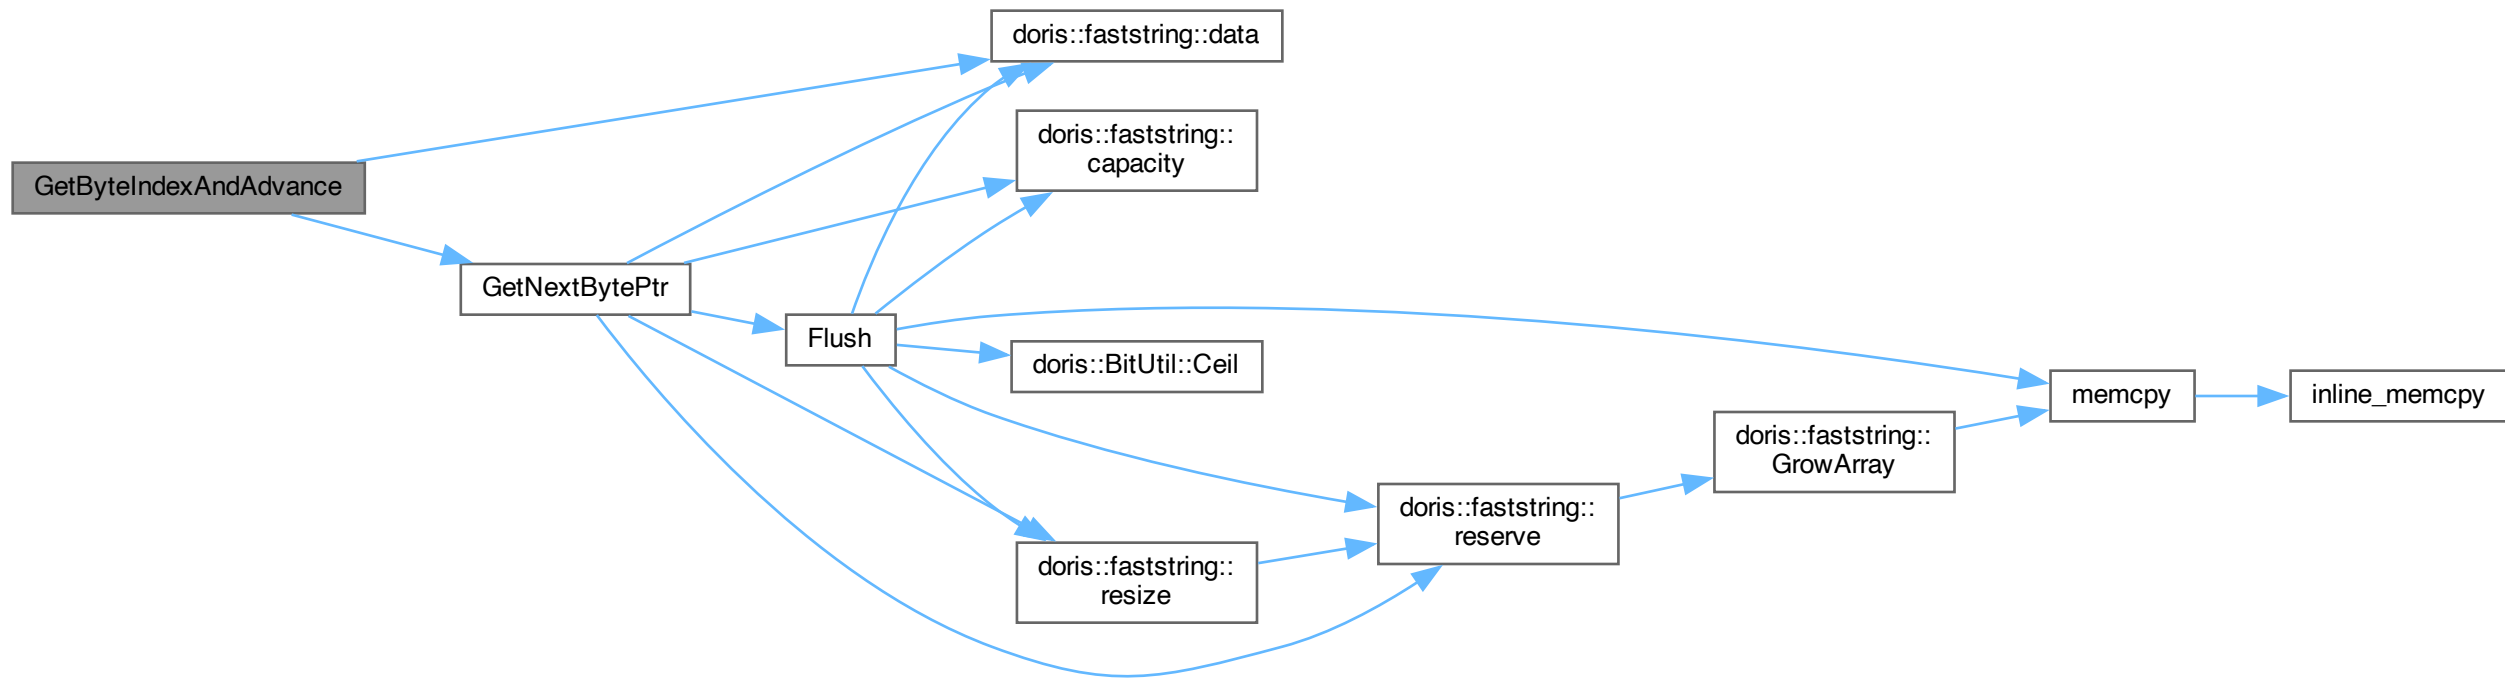 doris::faststring::data
doris::faststring::
capacity
GetByteIndexAndAdvance
GetNextBytePtr
Flush
doris::BitUtil::Ceil
memcpy
inline_memcpy
doris::faststring::
GrowArray
doris::faststring::
reserve
doris::faststring::
resize